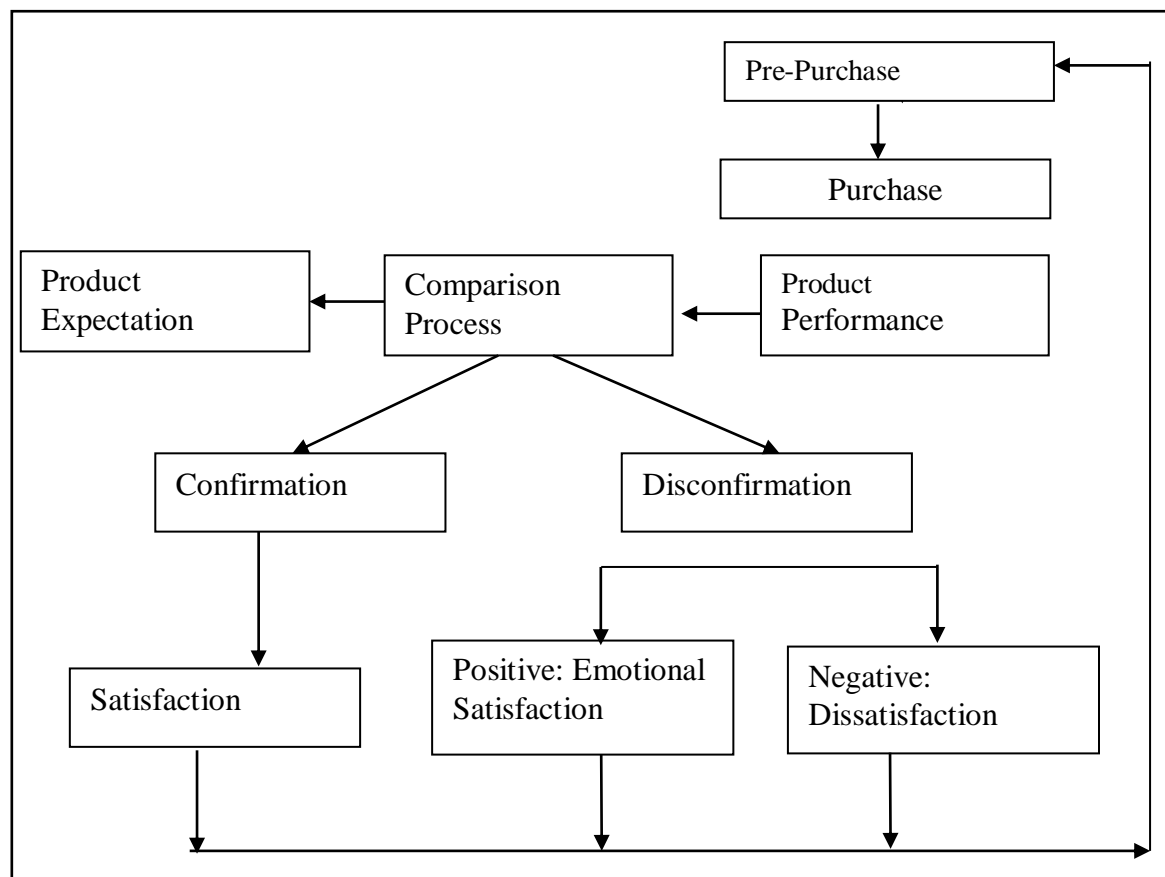 Pre-Purchase
Purchase
Product
Expectation
Comparison
Process
Product
Performance
Confirmation
Disconfirmation
Satisfaction
Positive: Emotional
Satisfaction
Negative:
Dissatisfaction